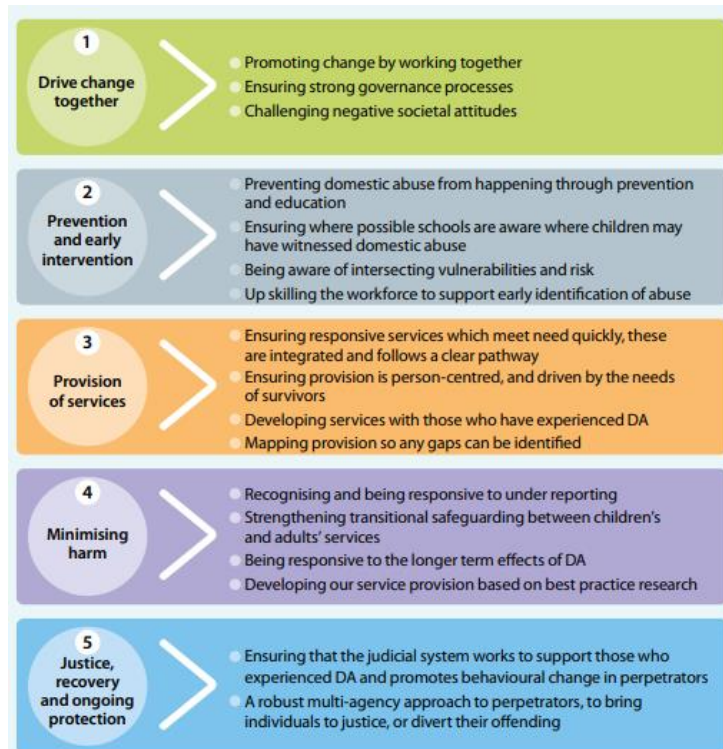 1
Drive change
together
Promoting change by working together
Ensuring strong governance processes
Challenging negative societal attitudes
2
Prevention
and early
intervention
Preventing domestic abuse from happening through prevention
and education
Ensuring where possible schools are aware where children may
have witnessed domestic abuse
Being aware of intersecting vulnerabilities and risk
Up skilling the workforce to support early identification of abuse
3
Provision
of services
Ensuring responsive services which meet need quickly, these
are integrated and follows a clear pathway
Ensuring provision is person-centred, and driven by the needs
of survivors
Developing services with those who have experienced DA
Mapping provision so any gaps can be identified
4
Minimising
harm
Recognising and being responsive to under reporting
Strengthening transitional safeguarding between children's
and adults' services
Being responsive to the longer term effects of DA
Developing our service provision based on best practice research
5
Justice,
recovery
and ongoing
protection
Ensuring that the judicial system works to support those who
experienced DA and promotes behavioural change in perpetrators
A robust multi-agency approach to perpetrators, to bring
individuals to justice, or divert their offending